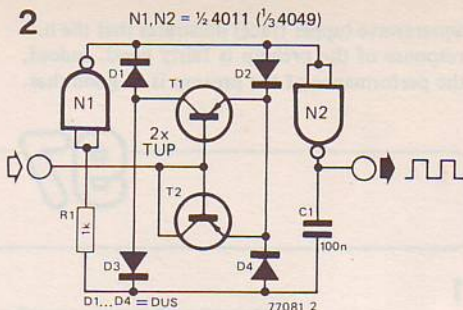 2
N1,N2 = ½ 4011 (⅓ 4049)
D1
D2
T1
N1
N2
2x
TUP
T2
R1
1k
C1
100n
D3
D4
D1...D4 = DUS
77081 2